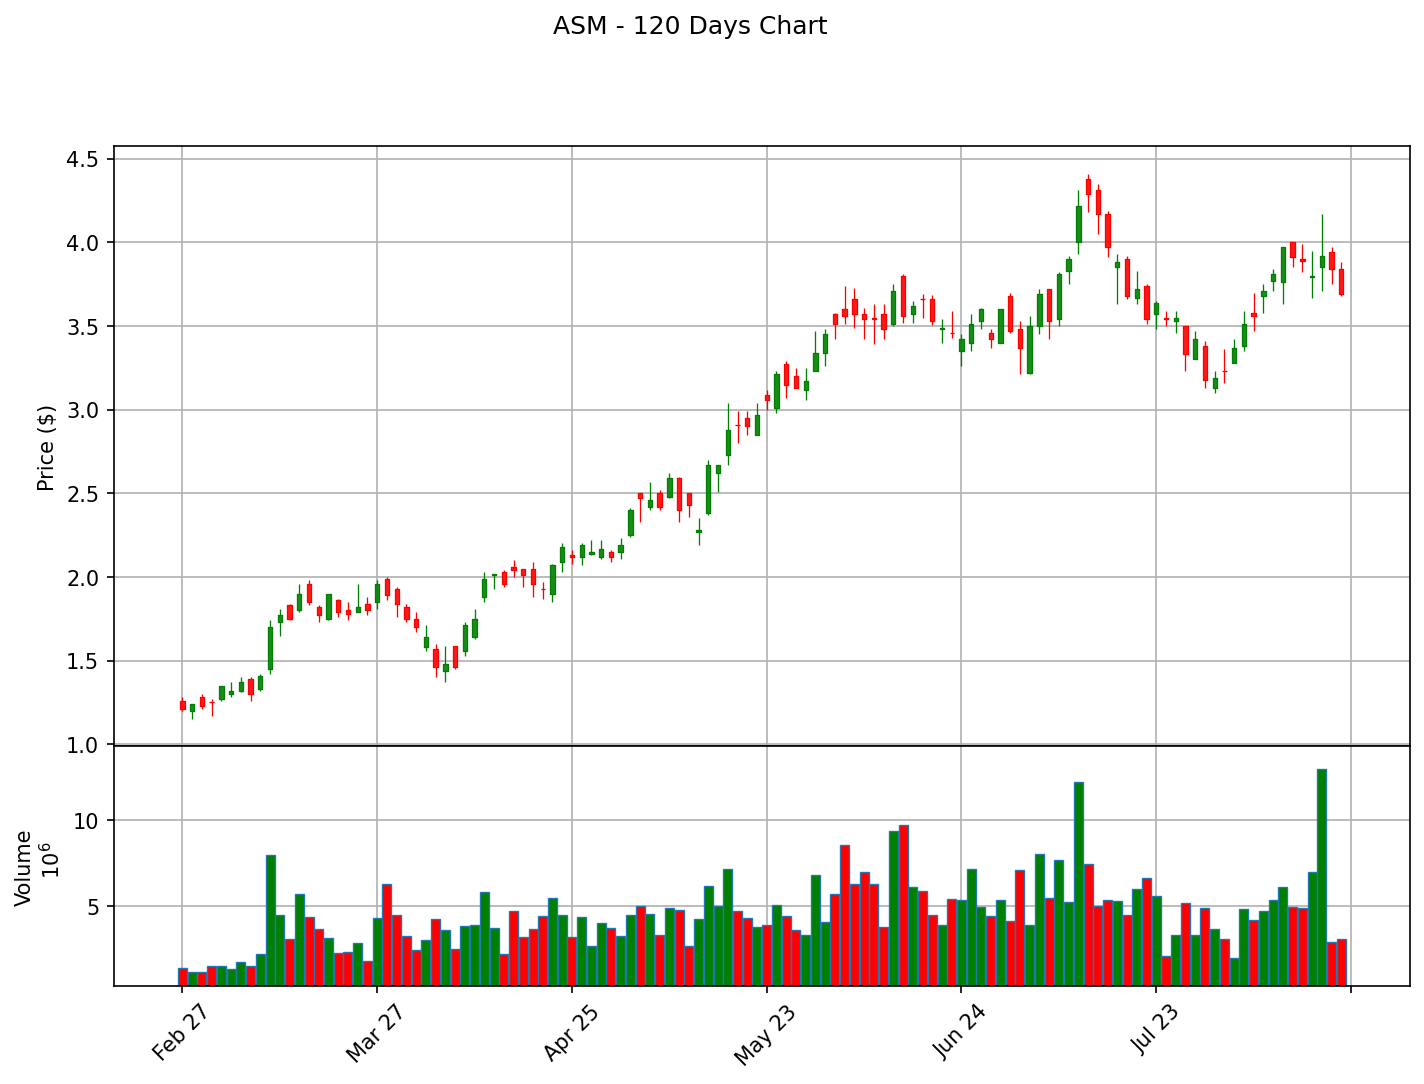 ASM - 120 Days Chart
Price ($)
4.5
4.0
3.5
3.0
2.5
2.0
1.5
1.0
Volume
10⁶
10
5
Feb 27
Mar 27
Apr 25
May 23
Jun 24
Jul 23